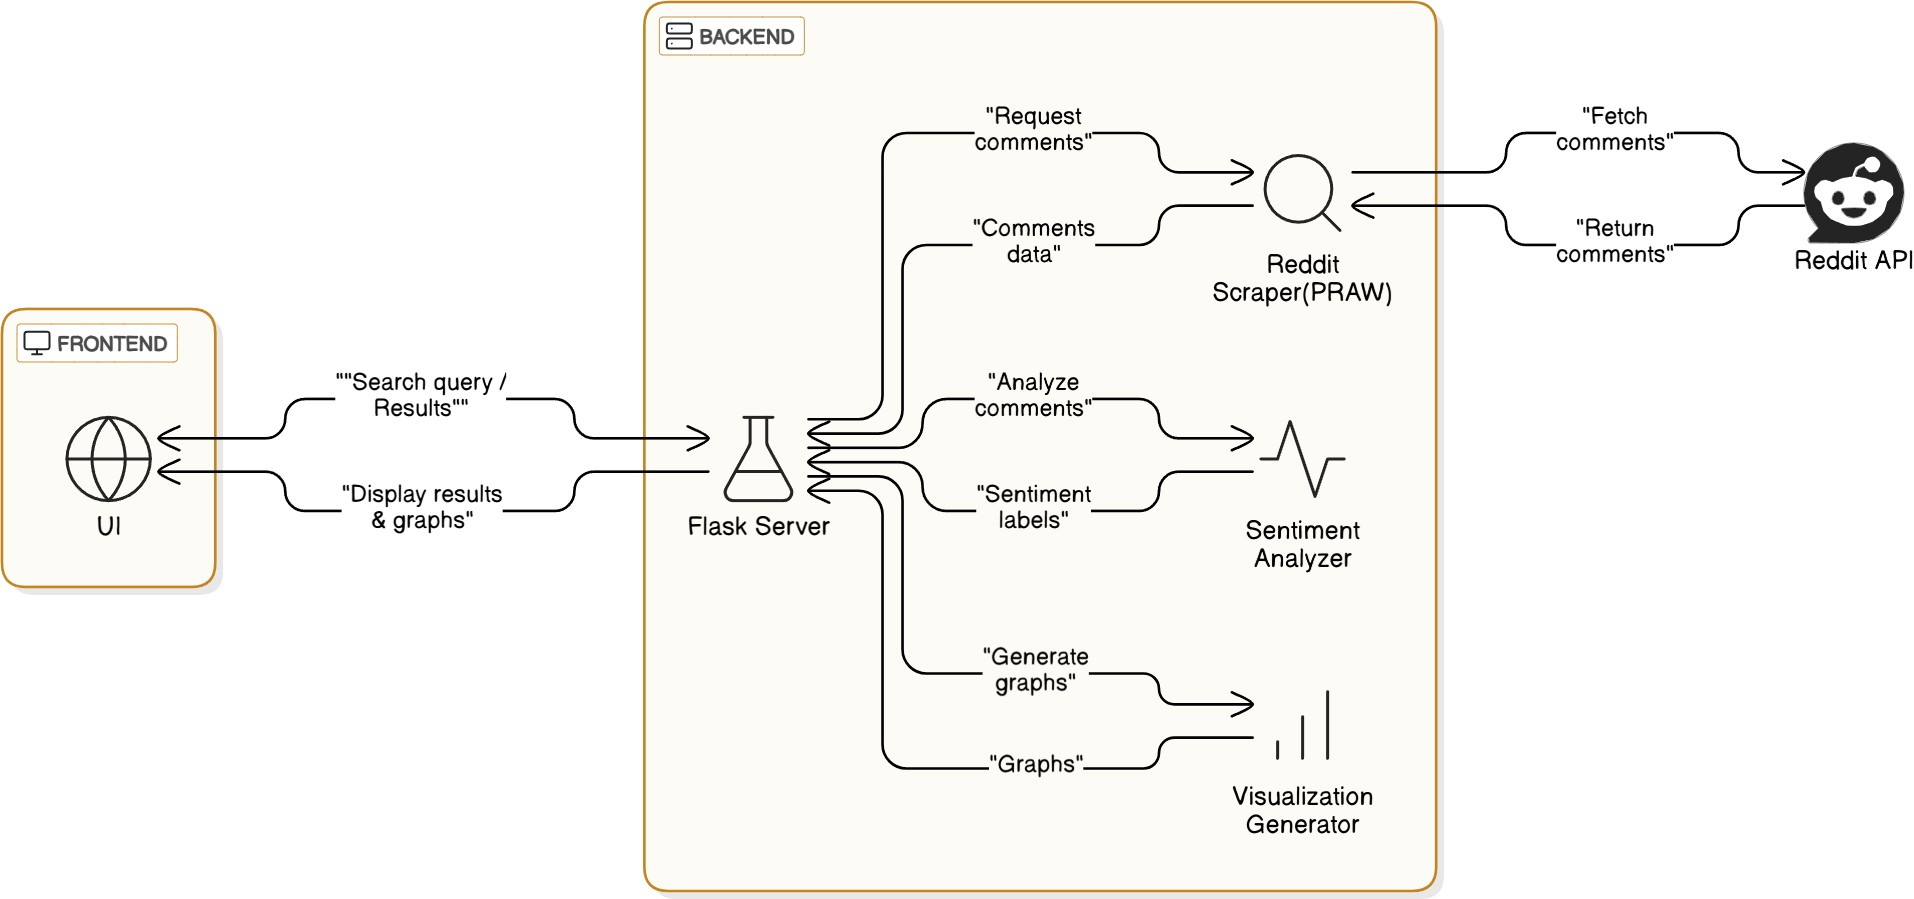 BACKEND
"Request
comments"
"Fetch
comments"
"Comments
data"
"Return
comments"
Reddit
Scraper(PRAW)
Reddit API
FRONTEND
""Search query /
Results""
"Analyze
comments"
"Display results
& graphs"
"Sentiment
labels"
UI
Flask Server
Sentiment
Analyzer
"Generate
graphs"
"Graphs"
Visualization
Generator